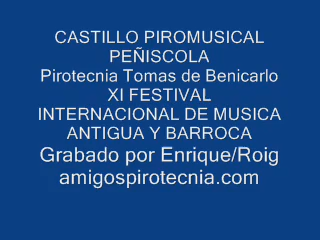 CASTILLO PIROMUSICAL
PEÑISCOLA
Pirotecnia Tomas de Benicarlo
XI FESTIVAL
INTERNACIONAL DE MUSICA
ANTIGUA Y BARROCA
Grabado por Enrique/Roig
amigospirotecnia.com